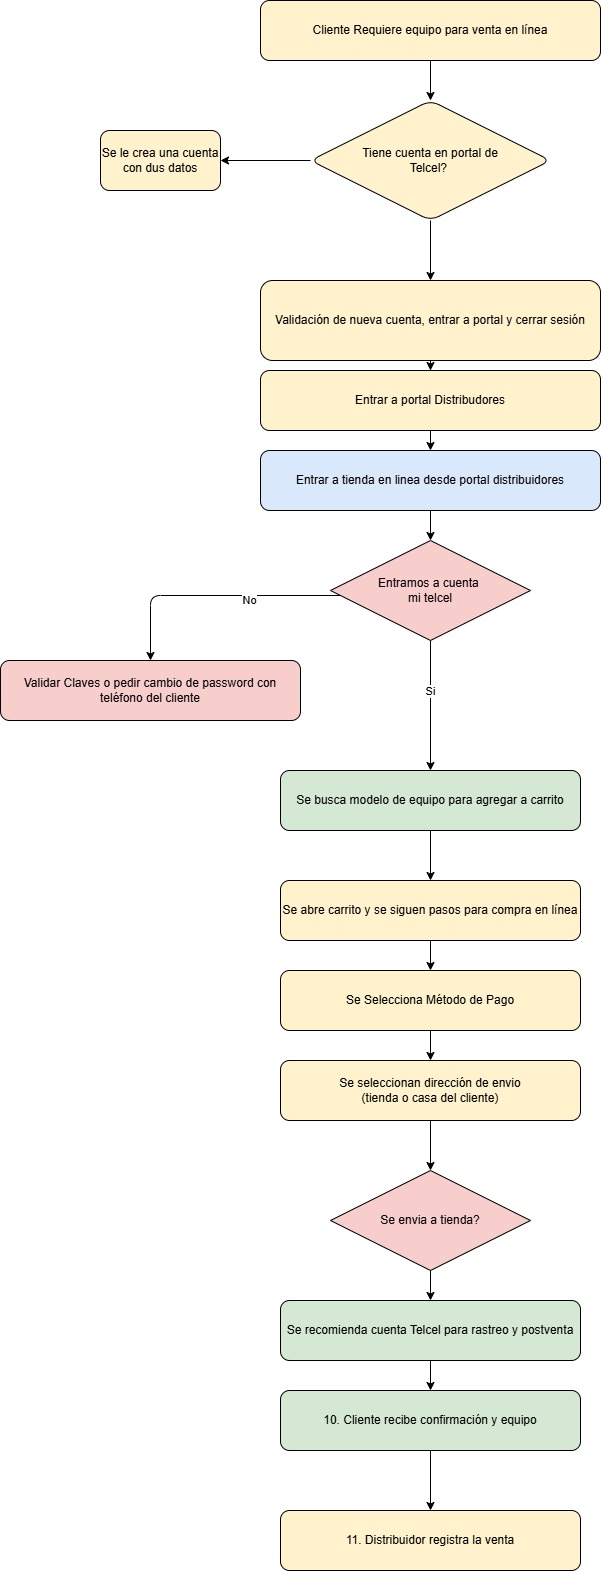 Cliente Requiere equipo para venta en línea
Tiene cuenta en portal de
Telcel?
Se le crea una cuenta
con dus datos
Validación de nueva cuenta, entrar a portal y cerrar sesión
Entrar a portal Distribudores
Entrar a tienda en linea desde portal distribuidores
Entramos a cuenta
mi telcel
No
Validar Claves o pedir cambio de password con
teléfono del cliente
Si
Se busca modelo de equipo para agregar a carrito
Se abre carrito y se siguen pasos para compra en línea
Se Selecciona Método de Pago
Se seleccionan dirección de envio
(tienda o casa del cliente)
Se envia a tienda?
Se recomienda cuenta Telcel para rastreo y postventa
10. Cliente recibe confirmación y equipo
11. Distribuidor registra la venta